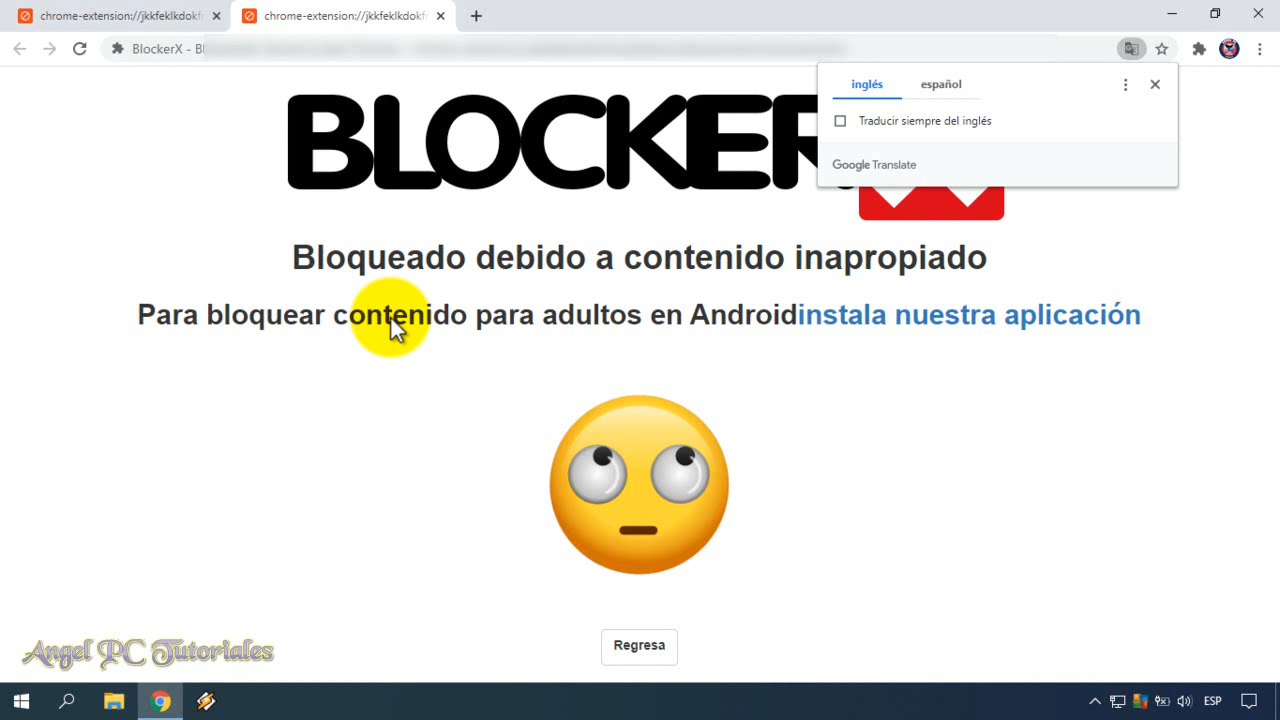 chrome-extension://jkkfeklkdokf
chrome-extension://jkkfeklkdokf
BlockerX - Bl
inglés
español
Traducir siempre del inglés
Google Translate
BLOCKER
Bloqueado debido a contenido inapropiado
Para bloquear contenido para adultos en Androidinstala nuestra aplicación
Regresa
Angel PC Tutoriales
ESP